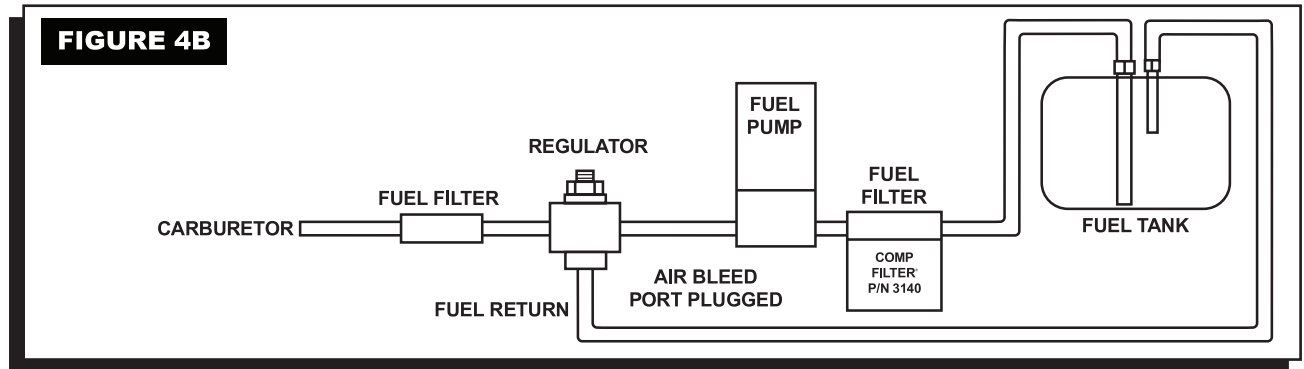 FIGURE 4B
FUEL
PUMP
REGULATOR
FUEL
FILTER
FUEL FILTER
CARBURETOR
FUEL TANK
COMP
FILTER®
P/N 3140
AIR BLEED
PORT PLUGGED
FUEL RETURN